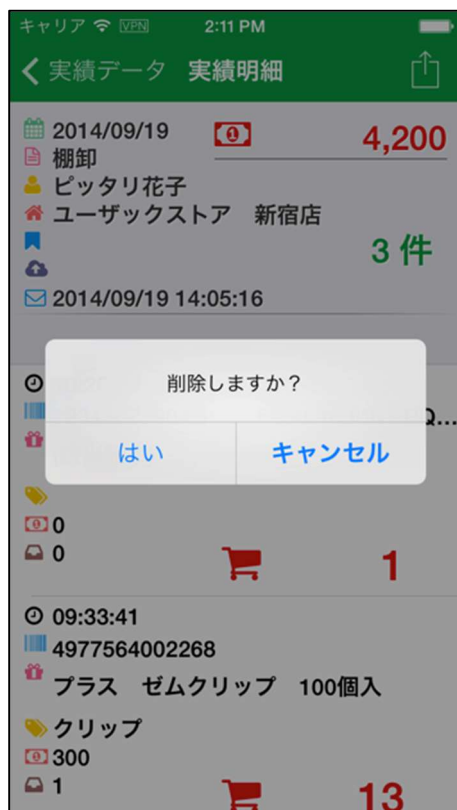 キャリア VPN 2:11 PM
実績データ 実績明細
2014/09/19 4,200
棚卸
ピッタリ花子
ユーザックストア 新宿店
3 件
2014/09/19 14:05:16
削除しますか？
はい キャンセル
0
0 1
09:33:41
4977564002268
プラス ゼムクリップ 100個入
クリップ
300
1 13